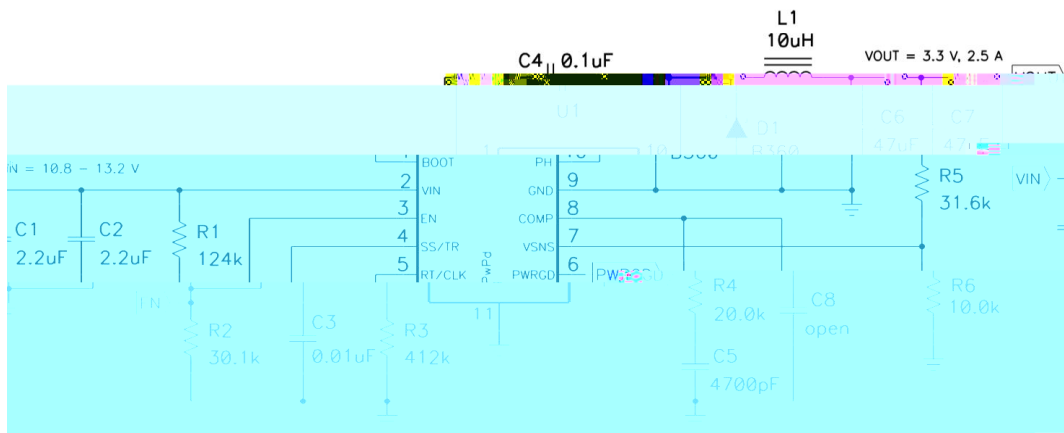 L1
10uH
VOUT = 3.3 V, 2.5 A
C4 0.1uF
U1
D1
C6
47uF
C7
1 10
= 10.8 - 13.2 V
BOOT
PH
2 VIN
GND 9
3 EN
COMP 8
4 SS/TR
VSNS 7
5 RT/CLK
PWRGD 6
PwPd
11
VIN
R5
31.6k
C1
2.2uF
C2
2.2uF
R1
124k
R2
30.1k
C3
0.01uF
R3
412k
R4
20.0k
C5
4700pF
C8
open
R6
10.0k